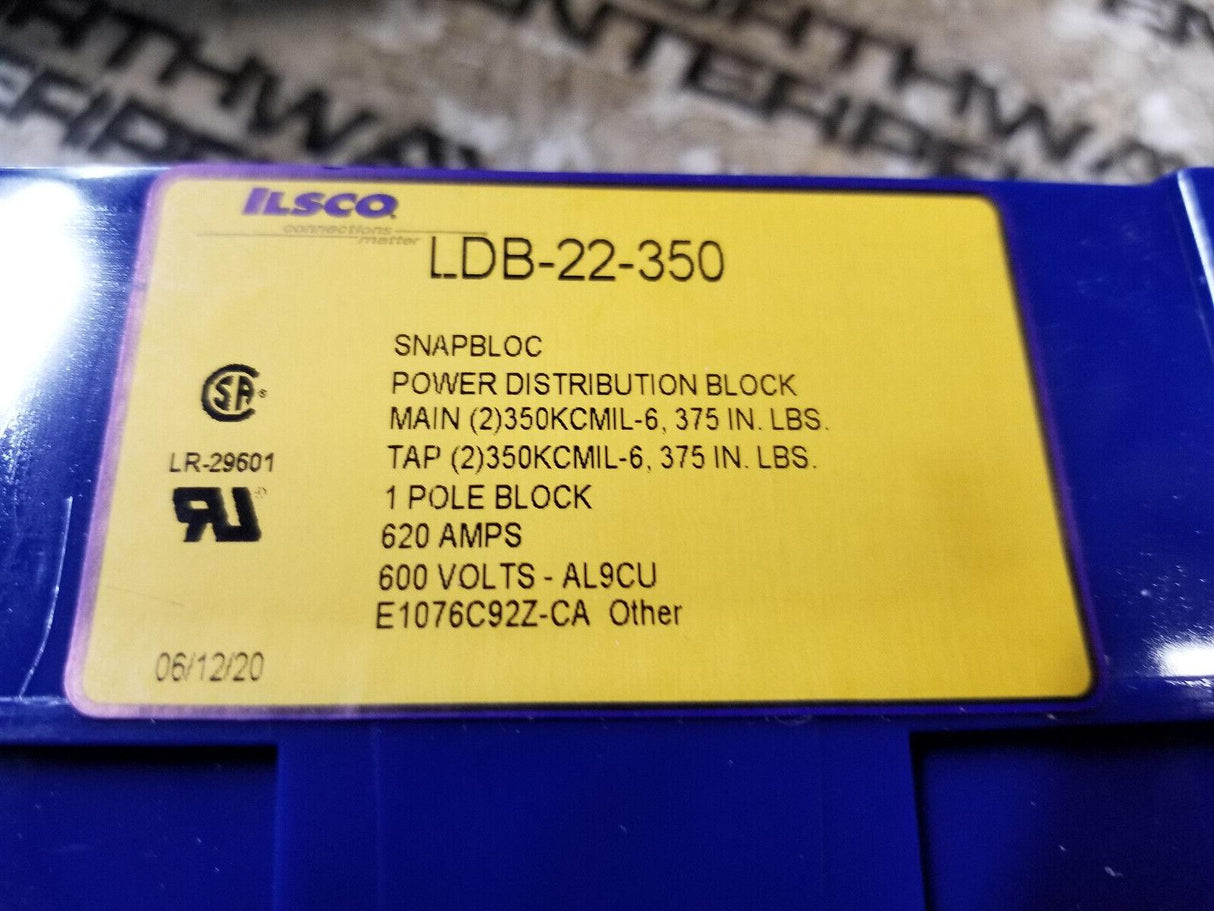 ILSCO
connections
matter
LDB-22-350
SNAPBLOC
POWER DISTRIBUTION BLOCK
MAIN (2)350KCMIL-6, 375 IN. LBS.
TAP (2)350KCMIL-6, 375 IN. LBS.
1 POLE BLOCK
620 AMPS
600 VOLTS - AL9CU
E1076C92Z-CA Other
SA ®
LR-29601
RU ®
06/12/20